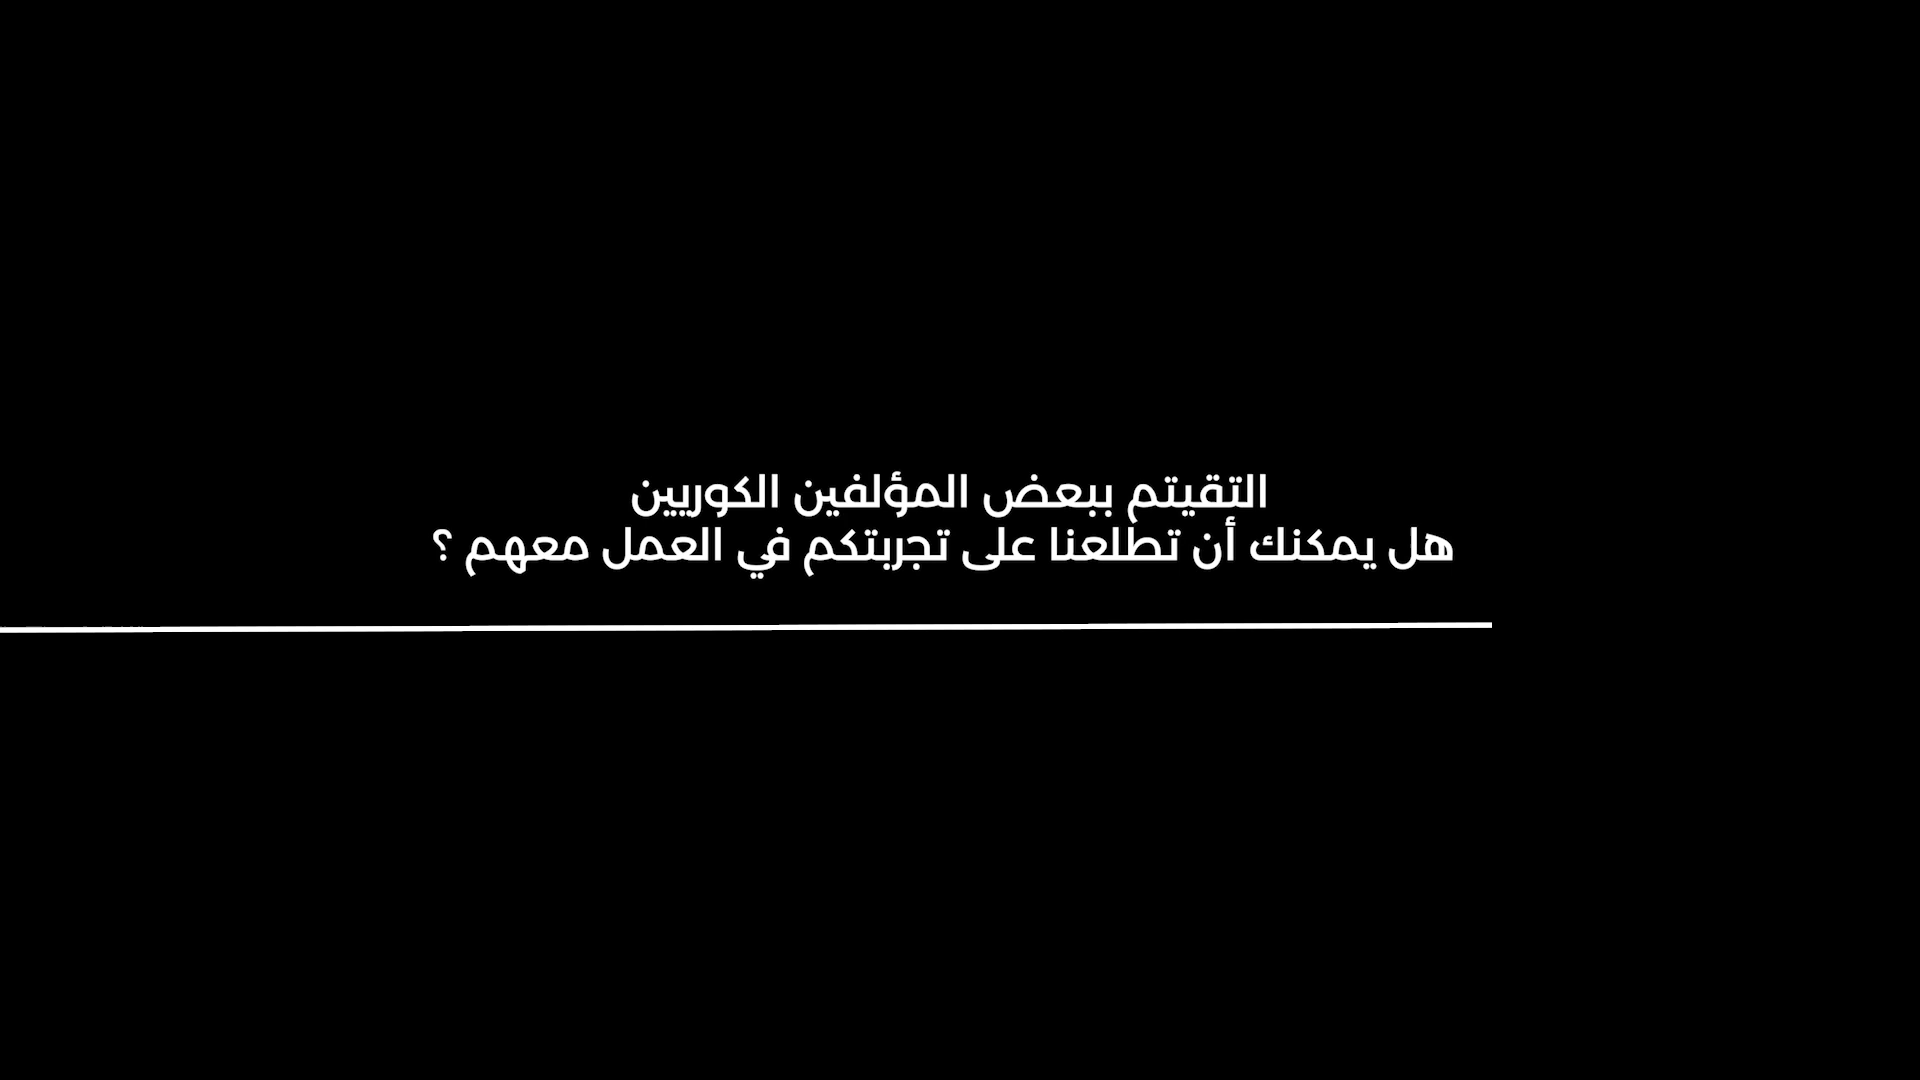 التقيتم ببعض المؤلفين الكوريين
هل يمكنك أن تطلعنا على تجربتكم في العمل معهم ؟